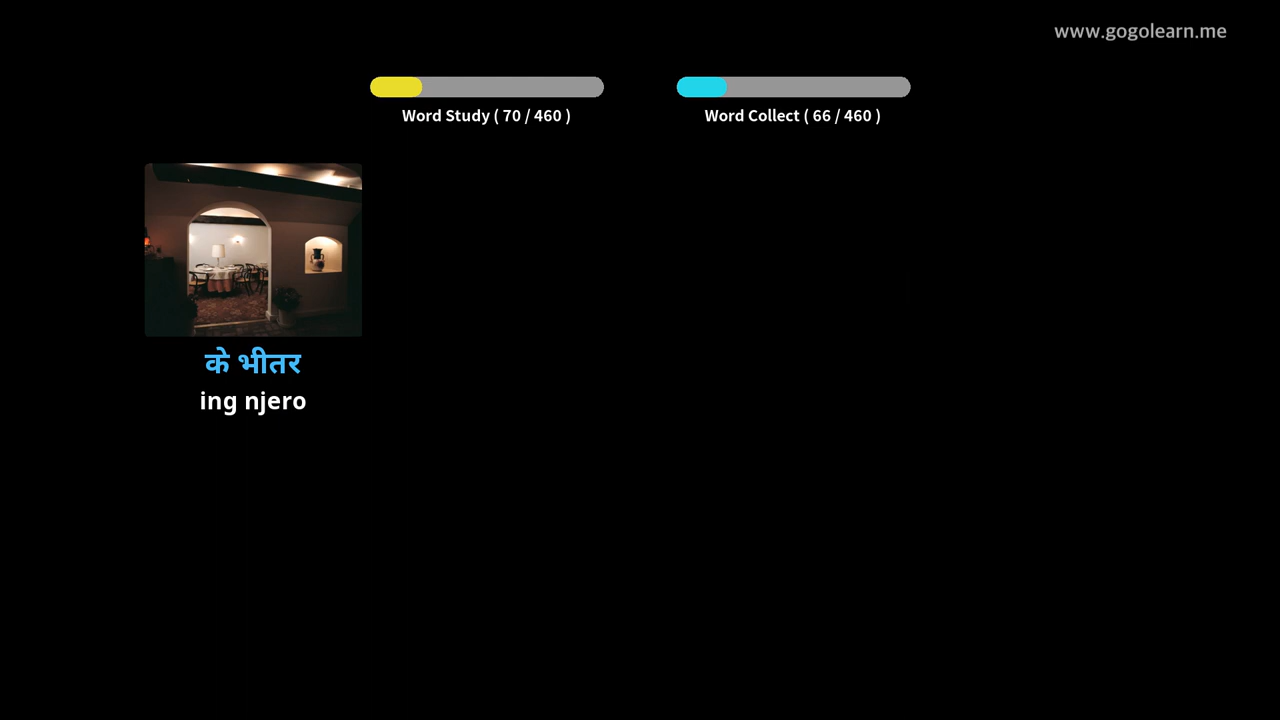 www.gogolearn.me
Word Study ( 70 / 460 )
Word Collect ( 66 / 460 )
के भीतर
ing njero